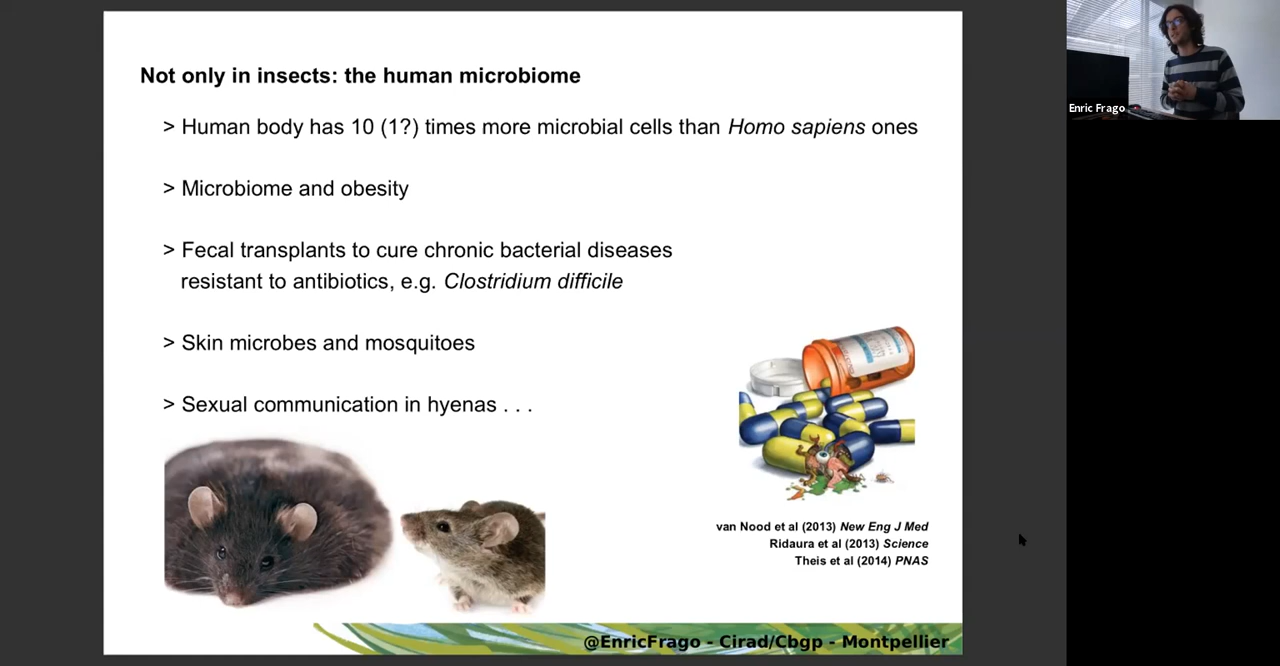 Not only in insects: the human microbiome
> Human body has 10 (1?) times more microbial cells than Homo sapiens ones
> Microbiome and obesity
> Fecal transplants to cure chronic bacterial diseases
resistant to antibiotics, e.g. Clostridium difficile
> Skin microbes and mosquitoes
> Sexual communication in hyenas . . .
van Nood et al (2013) New Eng J Med
Ridaura et al (2013) Science
Theis et al (2014) PNAS
@EnricFrago - Cirad/Cbgp - Montpellier
Enric Frago